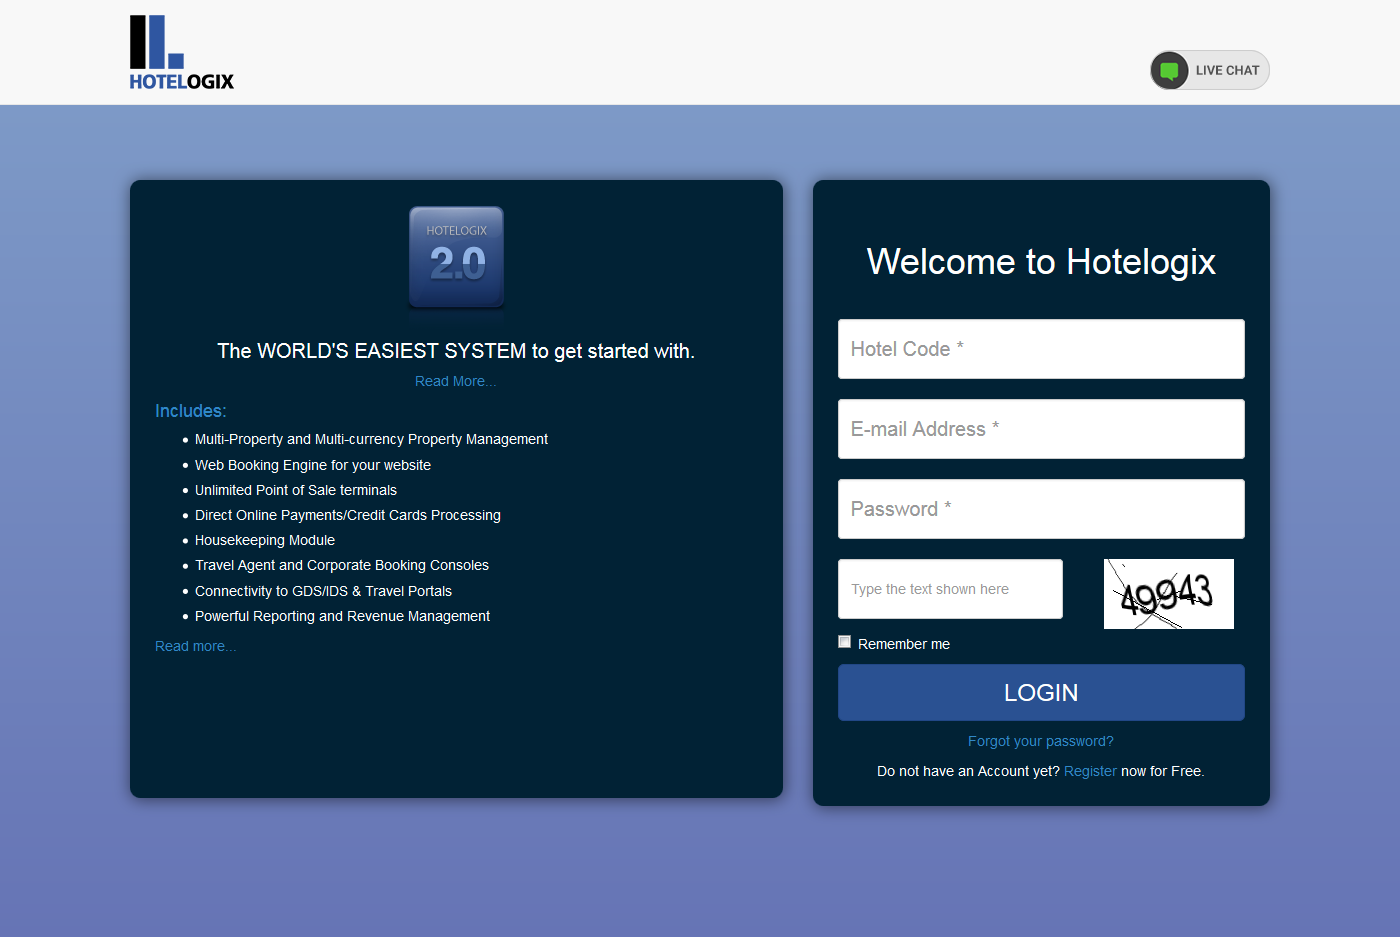 HOTELOGIX
LIVE CHAT
HOTELOGIX
2.0
The WORLD'S EASIEST SYSTEM to get started with.
Read More...
Includes:
Multi-Property and Multi-currency Property Management
Web Booking Engine for your website
Unlimited Point of Sale terminals
Direct Online Payments/Credit Cards Processing
Housekeeping Module
Travel Agent and Corporate Booking Consoles
Connectivity to GDS/IDS & Travel Portals
Powerful Reporting and Revenue Management
Read more...
Welcome to Hotelogix
Hotel Code *
E-mail Address *
Password *
Type the text shown here
49943
Remember me
LOGIN
Forgot your password?
Do not have an Account yet? Register now for Free.